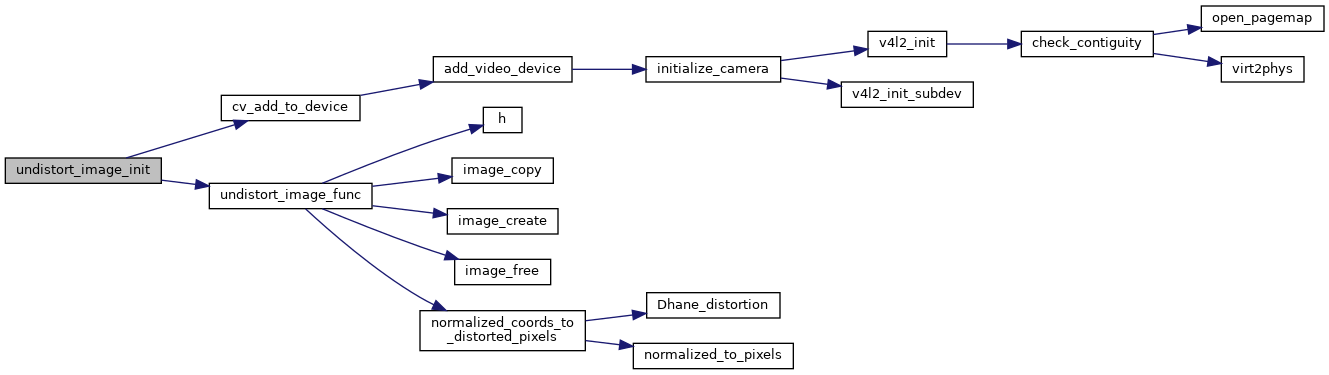 undistort_image_init
cv_add_to_device
add_video_device
initialize_camera
v4l2_init
check_contiguity
open_pagemap
virt2phys
v4l2_init_subdev
undistort_image_func
h
image_copy
image_create
image_free
normalized_coords_to
_distorted_pixels
Dhane_distortion
normalized_to_pixels